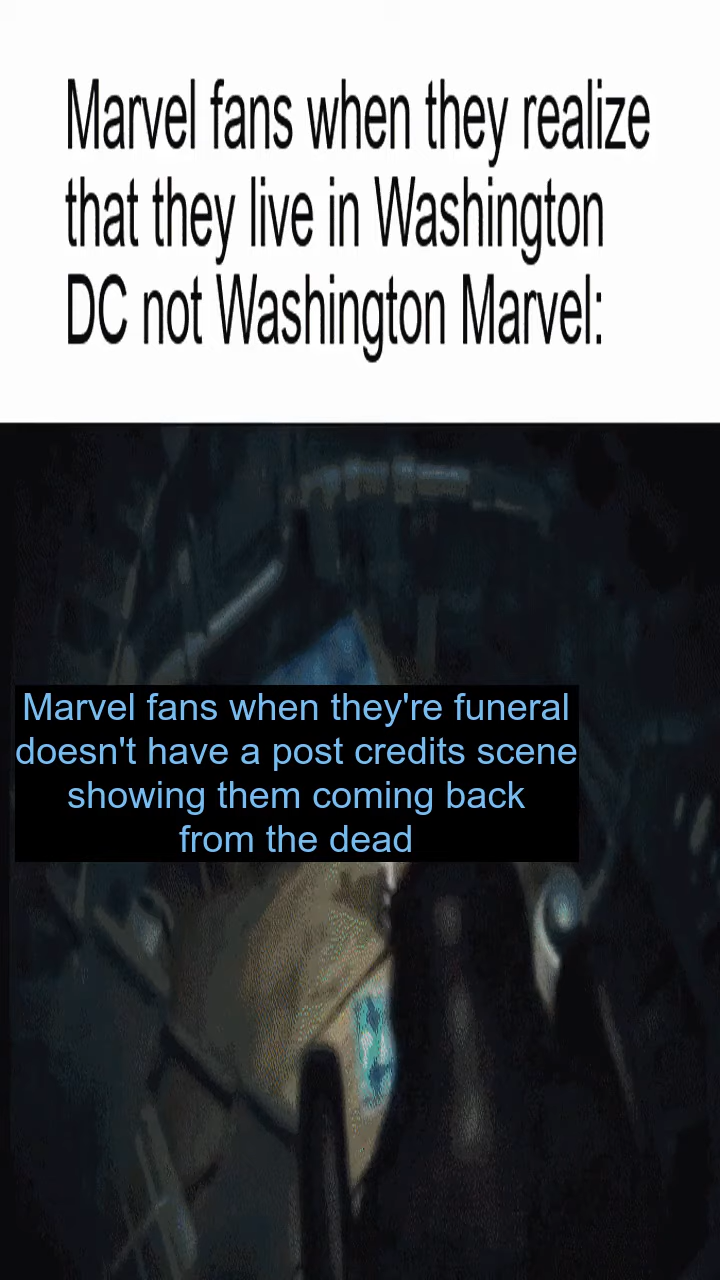 Marvel fans when they realize
that they live in Washington
DC not Washington Marvel:
Marvel fans when they're funeral
doesn't have a post credits scene
showing them coming back
from the dead